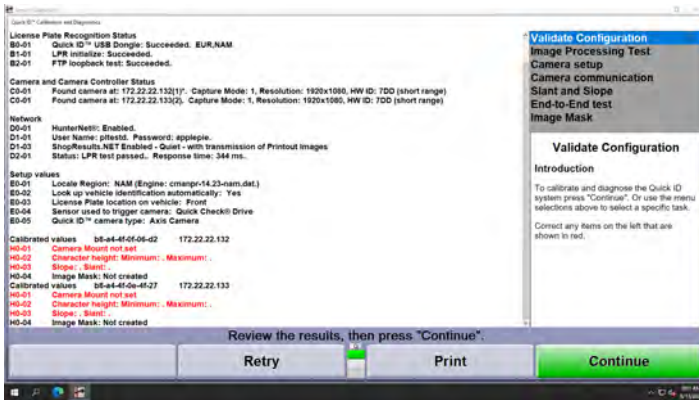 Quick ID™ Calibration and Diagnostics
License Plate Recognition Status
B0-01 Quick ID™ USB Dongle: Succeeded. EUR,NAM
B1-01 LPR initialize: Succeeded.
B2-01 FTP loopback test: Succeeded.
Camera and Camera Controller Status
C0-01 Found camera at: 172.22.22.132(1)*. Capture Mode: 1, Resolution: 1920x1080, HW ID: 7DD (short range)
C0-01 Found camera at: 172.22.22.133(2). Capture Mode: 1, Resolution: 1920x1080, HW ID: 7DD (short range)
Network
D0-01 HunterNet®: Enabled.
D1-01 User Name: pltestd. Password: applepie.
D1-03 ShopResults.NET Enabled - Quiet - with transmission of Printout Images
D2-01 Status: LPR test passed.. Response time: 344 ms..
Setup values
E0-01 Locale Region: NAM (Engine: cmanpr-14.23-nam,dat.)
E0-02 Look up vehicle identification automatically: Yes
E0-03 License Plate location on vehicle: Front
E0-04 Sensor used to trigger camera: Quick Check® Drive
E0-05 Quick ID™ camera type: Axis Camera
Calibrated values b8-a4-4f-0f-06-d2 172.22.22.132
H0-01 Camera Mount not set
H0-02 Character height: Minimum: . Maximum: .
H0-03 Slope: . Slant: .
H0-04 Image Mask: Not created
Calibrated values b8-a4-4f-0e-4f-27 172.22.22.133
H0-01 Camera Mount not set
H0-02 Character height: Minimum: . Maximum: .
H0-03 Slope: . Slant: .
H0-04 Image Mask: Not created
Validate Configuration
Image Processing Test
Camera setup
Camera communication
Slant and Slope
End-to-End test
Image Mask
Validate Configuration
Introduction
To calibrate and diagnose the Quick ID
system press "Continue". Or use the menu
selections above to select a specific task.
Correct any items on the left that are
shown in red.
Review the results, then press "Continue".
Retry
Print
Continue